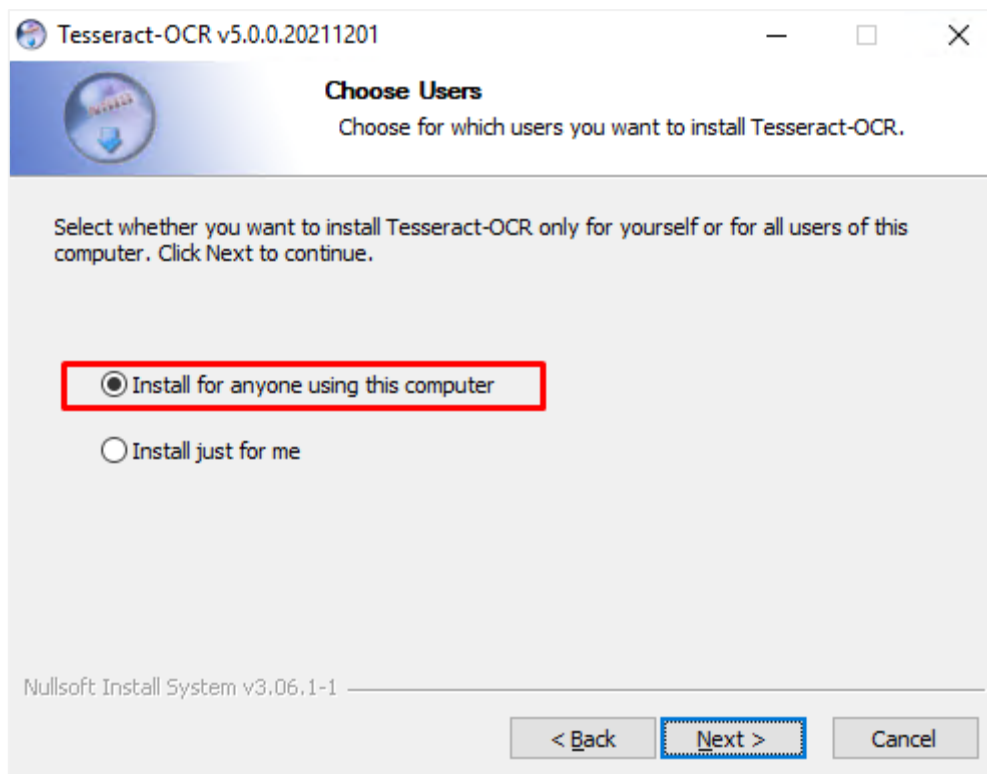 Tesseract-OCR v5.0.0.20211201
Choose Users
Choose for which users you want to install Tesseract-OCR.
Select whether you want to install Tesseract-OCR only for yourself or for all users of this
computer. Click Next to continue.
Install for anyone using this computer
Install just for me
Nullsoft Install System v3.06.1-1
< Back
Next >
Cancel